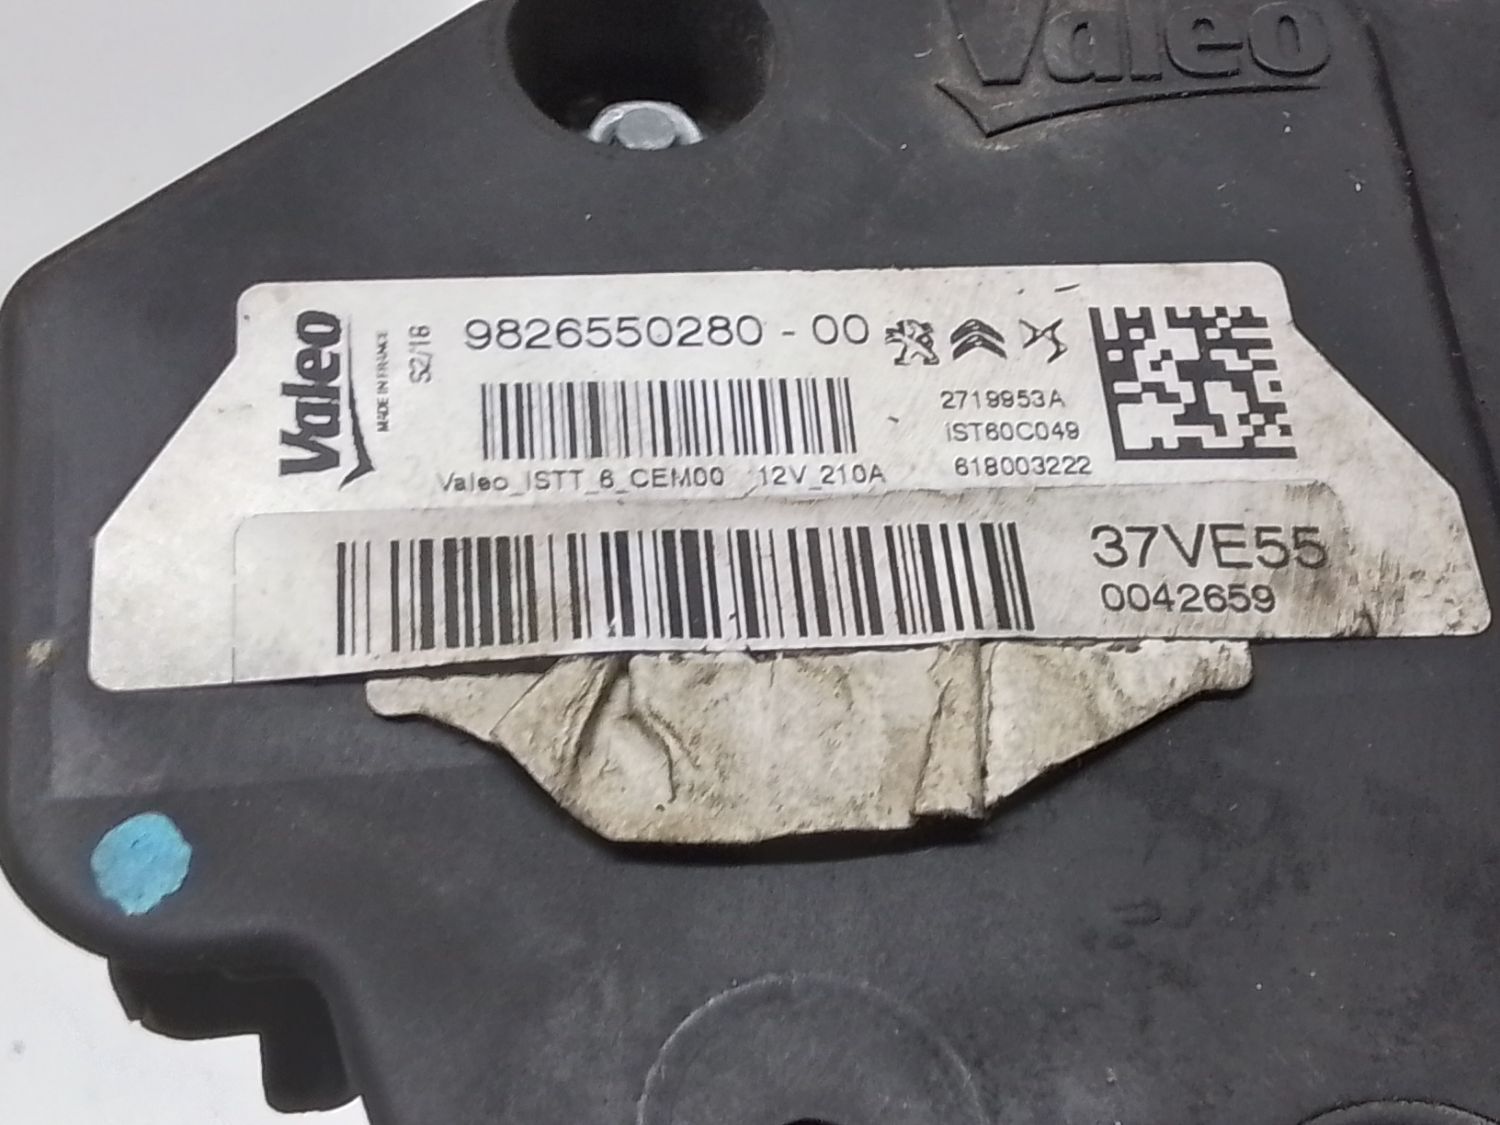 Valeo
Valeo
MADE IN FRANCE
S2/16
9826550280 - 00
2719953A
iST60C049
618003222
Valeo_ISTT_6_CEM00 12V_210A
37VE55
0042659